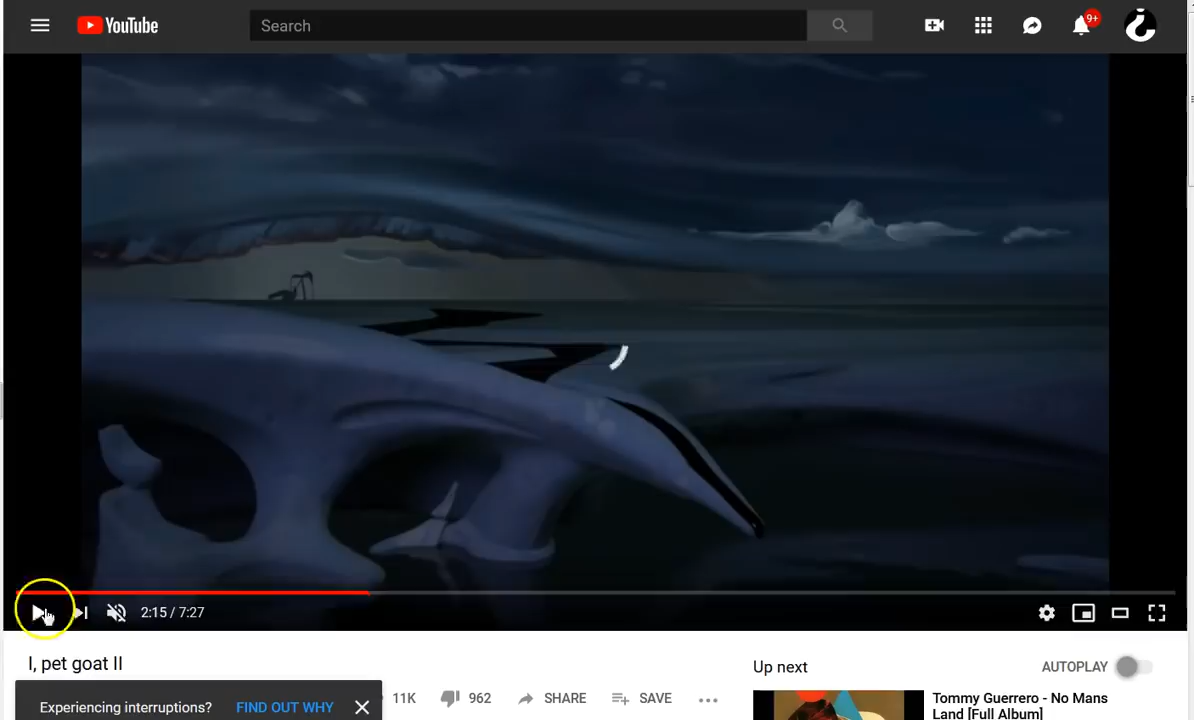 YouTube
Search
9+
2:15 / 7:27
I, pet goat II
Up next
AUTOPLAY
11K
962
SHARE
SAVE
Tommy Guerrero - No Mans
Land [Full Album]
Experiencing interruptions?
FIND OUT WHY